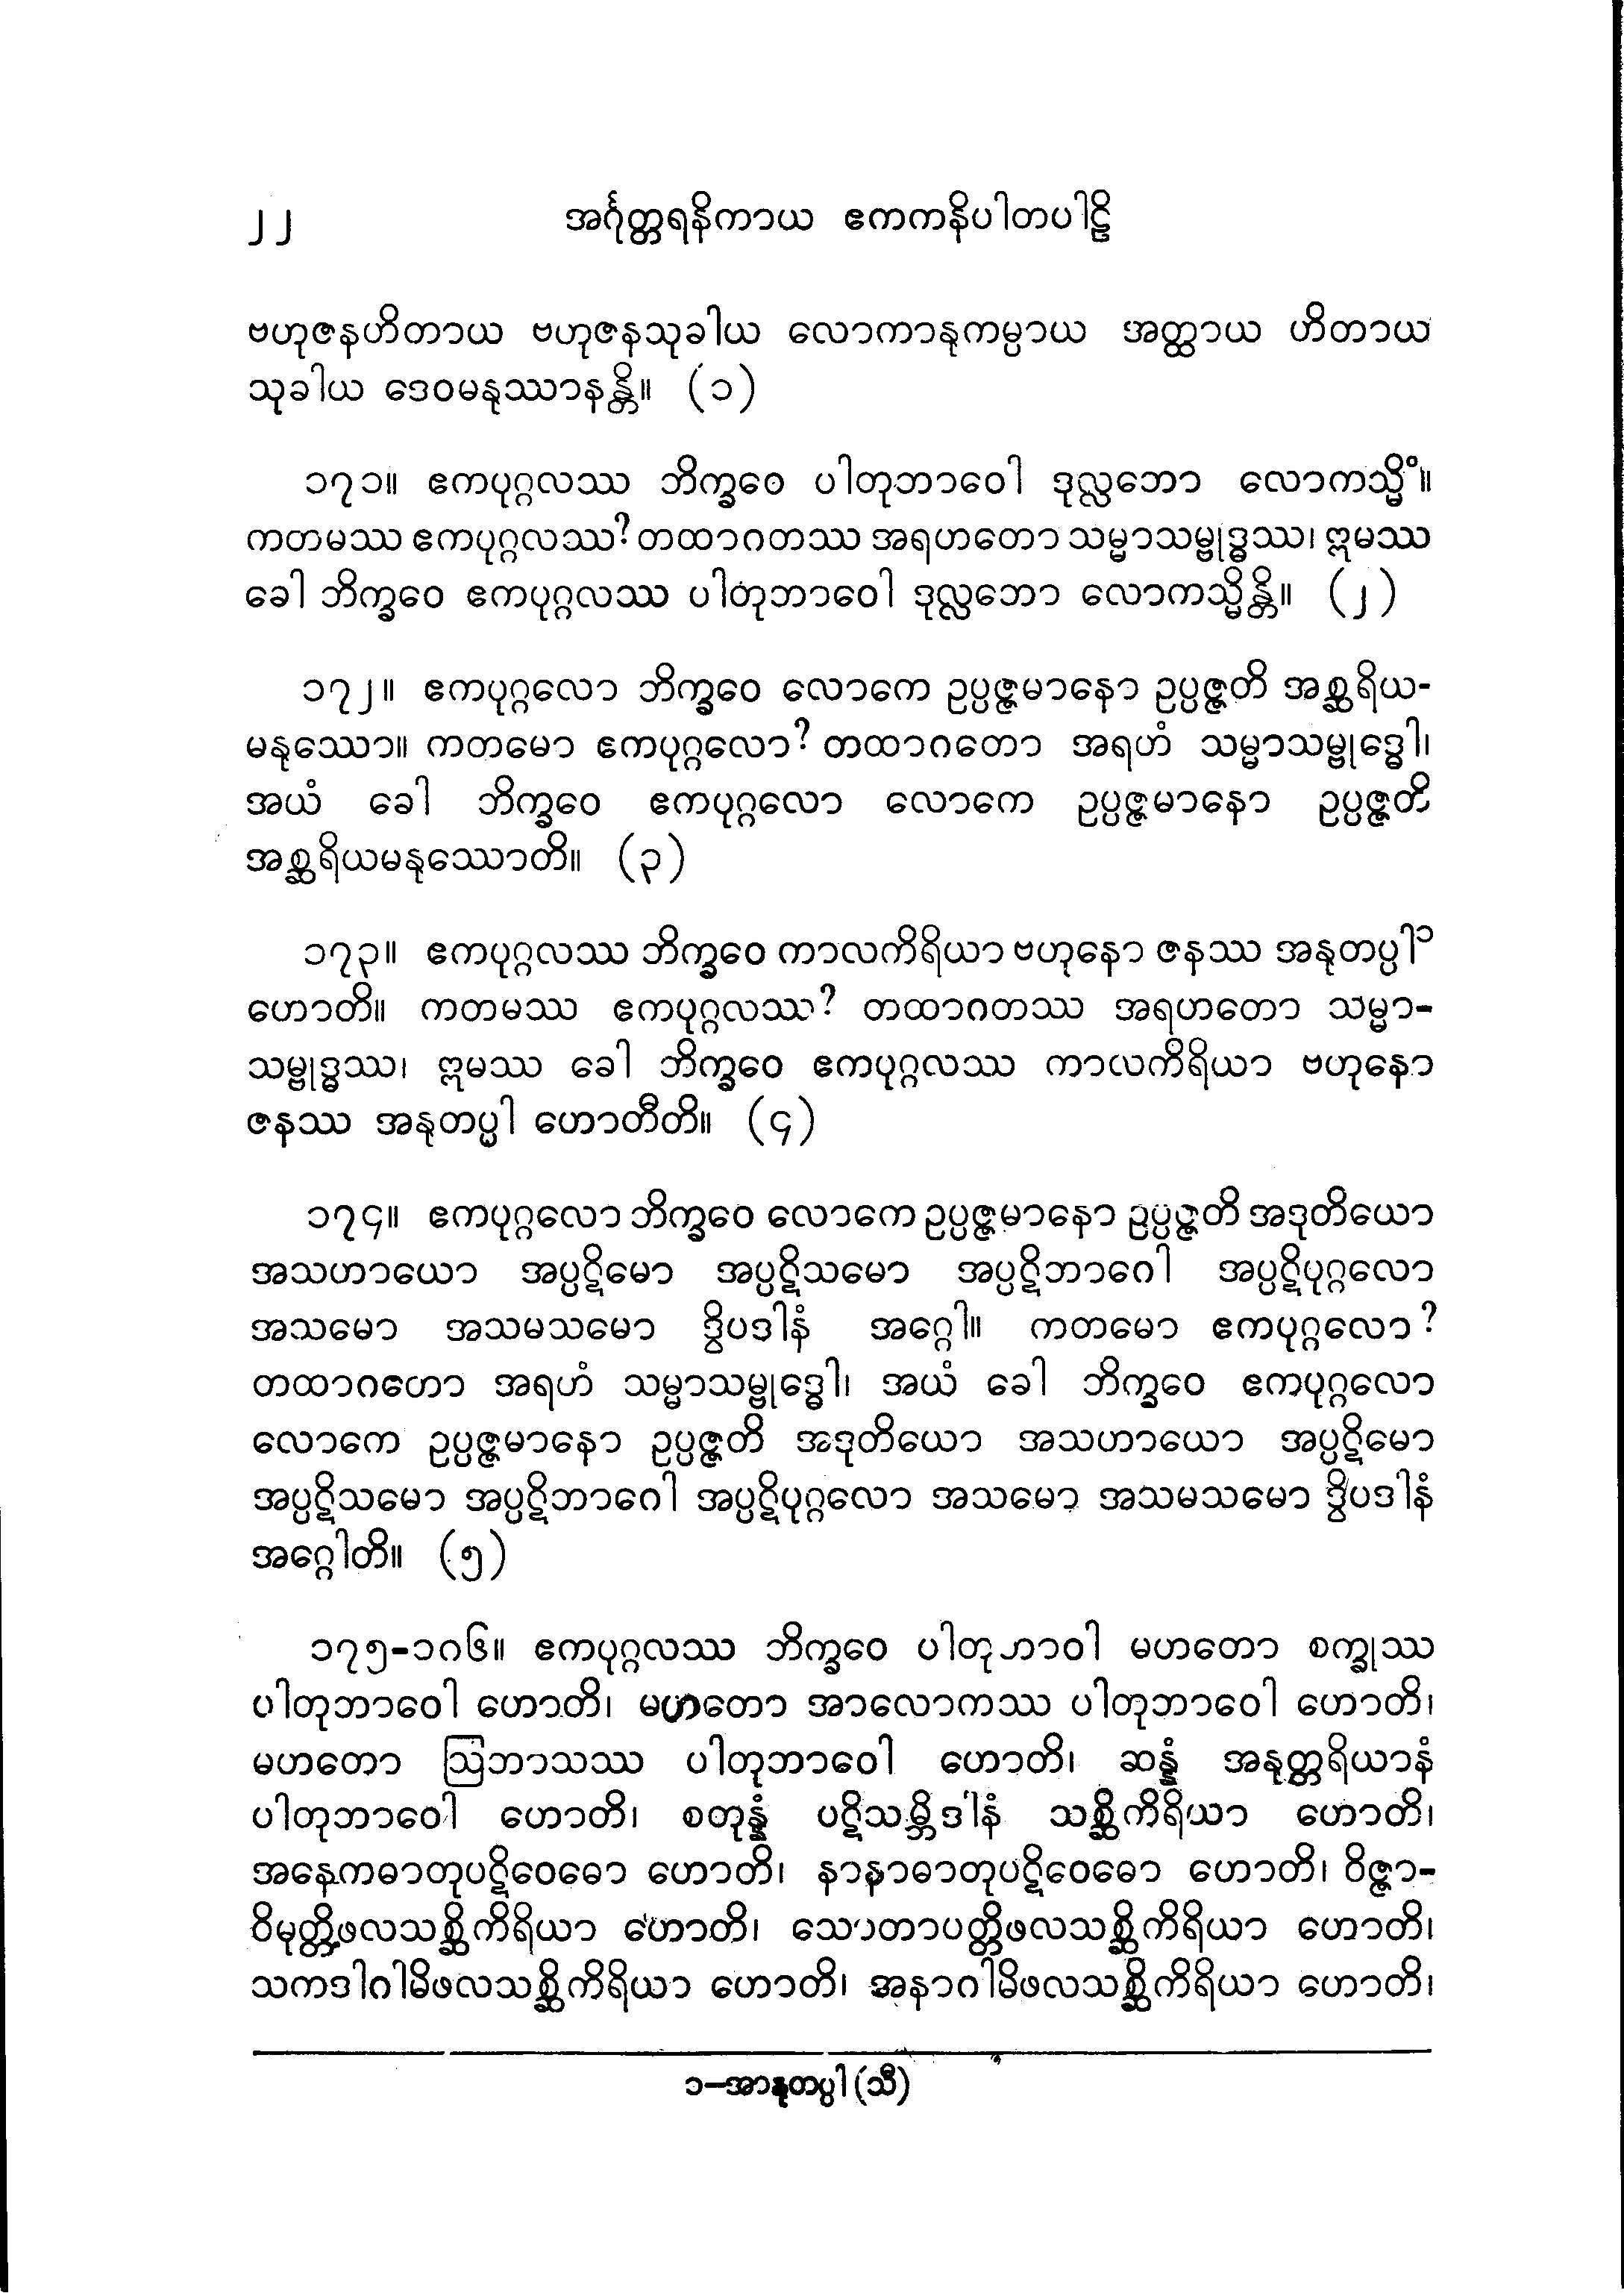 ၂၂ အင်္ဂုတ္တရနိကာယ ဧကကနိပါတပါဠိ
ဗဟုဇနဟိတာယ ဗဟုဇနသုခါယ လောကာနုကမ္ပာယ အတ္ထာယ ဟိတာယ
သုခါယ ဒေဝမနုဿာနန္တိ။ (၁)
၁၇၁။ ဧကပုဂ္ဂလဿ ဘိက္ခဝေ ပါတုဘာဝေါ ဒုလ္လဘော လောကသ္မိံ။
ကတမဿ ဧကပုဂ္ဂလဿ? တထာဂတဿ အရဟတော သမ္မာသမ္ဗုဒ္ဓဿ၊ ဣမဿ
ခေါ ဘိက္ခဝေ ဧကပုဂ္ဂလဿ ပါတုဘာဝေါ ဒုလ္လဘော လောကသ္မိန္တိ။ (၂)
၁၇၂။ ဧကပုဂ္ဂလော ဘိက္ခဝေ လောကေ ဥပ္ပဇ္ဇမာနော ဥပ္ပဇ္ဇတိ အစ္ဆရိယ-
မနုဿော။ ကတမော ဧကပုဂ္ဂလော? တထာဂတော အရဟံ သမ္မာသမ္ဗုဒ္ဓေါ၊
အယံ ခေါ ဘိက္ခဝေ ဧကပုဂ္ဂလော လောကေ ဥပ္ပဇ္ဇမာနော ဥပ္ပဇ္ဇတိ
အစ္ဆရိယမနုဿောတိ။ (၃)
၁၇၃။ ဧကပုဂ္ဂလဿ ဘိက္ခဝေ ကာလကိရိယာ ဗဟုနော ဇနဿ အနုတပ္ပါ၁
ဟောတိ။ ကတမဿ ဧကပုဂ္ဂလဿ? တထာဂတဿ အရဟတော သမ္မာ-
သမ္ဗုဒ္ဓဿ၊ ဣမဿ ခေါ ဘိက္ခဝေ ဧကပုဂ္ဂလဿ ကာလကိရိယာ ဗဟုနော
ဇနဿ အနုတပ္ပါ ဟောတီတိ။ (၄)
၁၇၄။ ဧကပုဂ္ဂလော ဘိက္ခဝေ လောကေ ဥပ္ပဇ္ဇမာနော ဥပ္ပဇ္ဇတိ အဒုတိယော
အသဟာယော အပ္ပဋိမော အပ္ပဋိသမော အပ္ပဋိဘာဂေါ အပ္ပဋိပုဂ္ဂလော
အသမော အသမသမော ဒွိပဒါနံ အဂ္ဂေါ။ ကတမော ဧကပုဂ္ဂလော?
တထာဂတော အရဟံ သမ္မာသမ္ဗုဒ္ဓေါ၊ အယံ ခေါ ဘိက္ခဝေ ဧကပုဂ္ဂလော
လောကေ ဥပ္ပဇ္ဇမာနော ဥပ္ပဇ္ဇတိ အဒုတိယော အသဟာယော အပ္ပဋိမော
အပ္ပဋိသမော အပ္ပဋိဘာဂေါ အပ္ပဋိပုဂ္ဂလော အသမော အသမသမော ဒွိပဒါနံ
အဂ္ဂေါတိ။ (၅)
၁၇၅-၁၈၆။ ဧကပုဂ္ဂလဿ ဘိက္ခဝေ ပါတုဘာဝါ မဟတော စက္ခုဿ
ပါတုဘာဝေါ ဟောတိ၊ မဟတော အာလောကဿ ပါတုဘာဝေါ ဟောတိ၊
မဟတော ဩဘာသဿ ပါတုဘာဝေါ ဟောတိ၊ ဆန္နံ အနုတ္တရိယာနံ
ပါတုဘာဝေါ ဟောတိ၊ စတုန္နံ ပဋိသမ္ဘိဒါနံ သစ္ဆိကိရိယာ ဟောတိ၊
အနေကဓာတုပဋိဝေဓော ဟောတိ၊ နာနာဓာတုပဋိဝေဓော ဟောတိ၊ ဝိဇ္ဇာ-
ဝိမုတ္တိဖလသစ္ဆိကိရိယာ ဟောတိ၊ သောတာပတ္တိဖလသစ္ဆိကိရိယာ ဟောတိ၊
သကဒါဂါမိဖလသစ္ဆိကိရိယာ ဟောတိ၊ အနာဂါမိဖလသစ္ဆိကိရိယာ ဟောတိ၊
၁-အာနုတပ္ပါ (သီ)